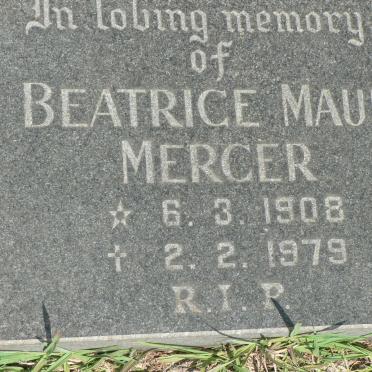 In loving memory
of
BEATRICE MAU
MERCER
☆ 6. 3. 1908
† 2. 2. 1979
R. I. P.